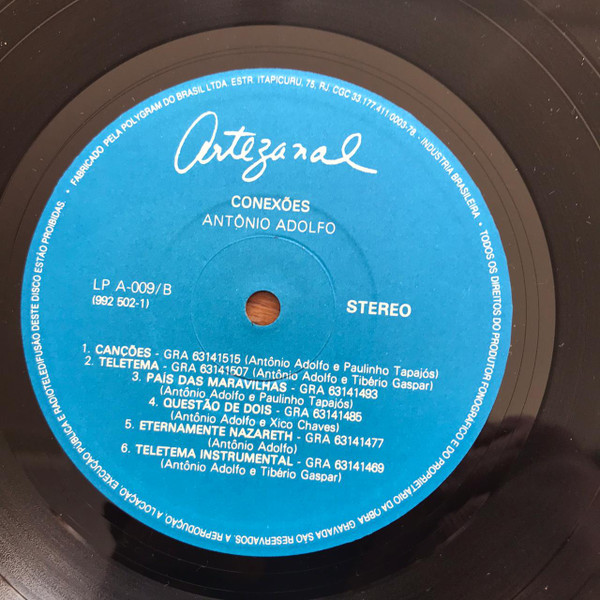 Artezanal
CONEXÕES
ANTÔNIO ADOLFO
LP A-009/B
(992 502-1)
STEREO
1. CANÇÕES - GRA 63141515 (Antônio Adolfo e Paulinho Tapajós)
2. TELETEMA - GRA 63141507 (Antônio Adolfo e Tibério Gaspar)
3. PAÍS DAS MARAVILHAS - GRA 63141493
(Antônio Adolfo e Paulinho Tapajós)
4. QUESTÃO DE DOIS - GRA 63141485
(Antônio Adolfo e Xico Chaves)
5. ETERNAMENTE NAZARETH - GRA 63141477
(Antônio Adolfo)
6. TELETEMA INSTRUMENTAL - GRA 63141469
(Antônio Adolfo e Tibério Gaspar)
• FABRICADO PELA POLYGRAM DO BRASIL LTDA. ESTR. ITAPICURU, 75, RJ. CGC 33.177.411/0003-78 - INDÚSTRIA BRASILEIRA • TODOS OS DIREITOS DO PRODUTOR FONOGRÁFICO E DO PROPRIETÁRIO DA OBRA GRAVADA SÃO RESERVADOS. A REPRODUÇÃO, A LOCAÇÃO, EXECUÇÃO PÚBLICA E RADIOTELEDIFUSÃO DESTE DISCO ESTÃO PROIBIDAS